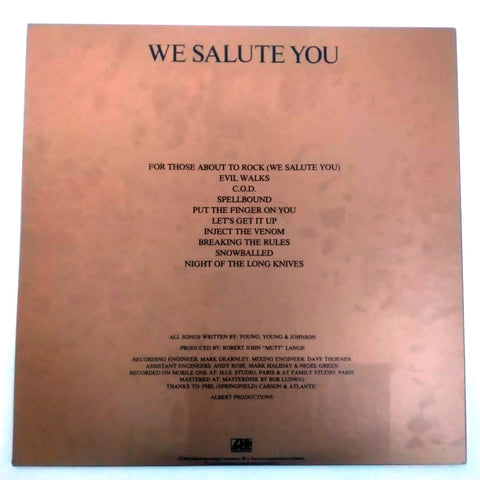 WE SALUTE YOU
FOR THOSE ABOUT TO ROCK (WE SALUTE YOU)
EVIL WALKS
C.O.D.
SPELLBOUND
PUT THE FINGER ON YOU
LET'S GET IT UP
INJECT THE VENOM
BREAKING THE RULES
SNOWBALLED
NIGHT OF THE LONG KNIVES
ALL SONGS WRITTEN BY: YOUNG, YOUNG & JOHNSON
PRODUCED BY: ROBERT JOHN "MUTT" LANGE
RECORDING ENGINEER: MARK DEARNLEY, MIXING ENGINEER: DAVE THOENER
ASSISTANT ENGINEERS: ANDY ROSE, MARK HALIDAY & NIGEL GREEN
RECORDED ON MOBILE ONE AT: H.I.S. STUDIO, PARIS & AT FAMILY STUDIO, PARIS
MASTERED AT: MASTERDISK BY BOB LUDWIG
THANKS TO: PHIL (SPRINGFIELD) CARSON & ATLANTIC
ALBERT PRODUCTIONS